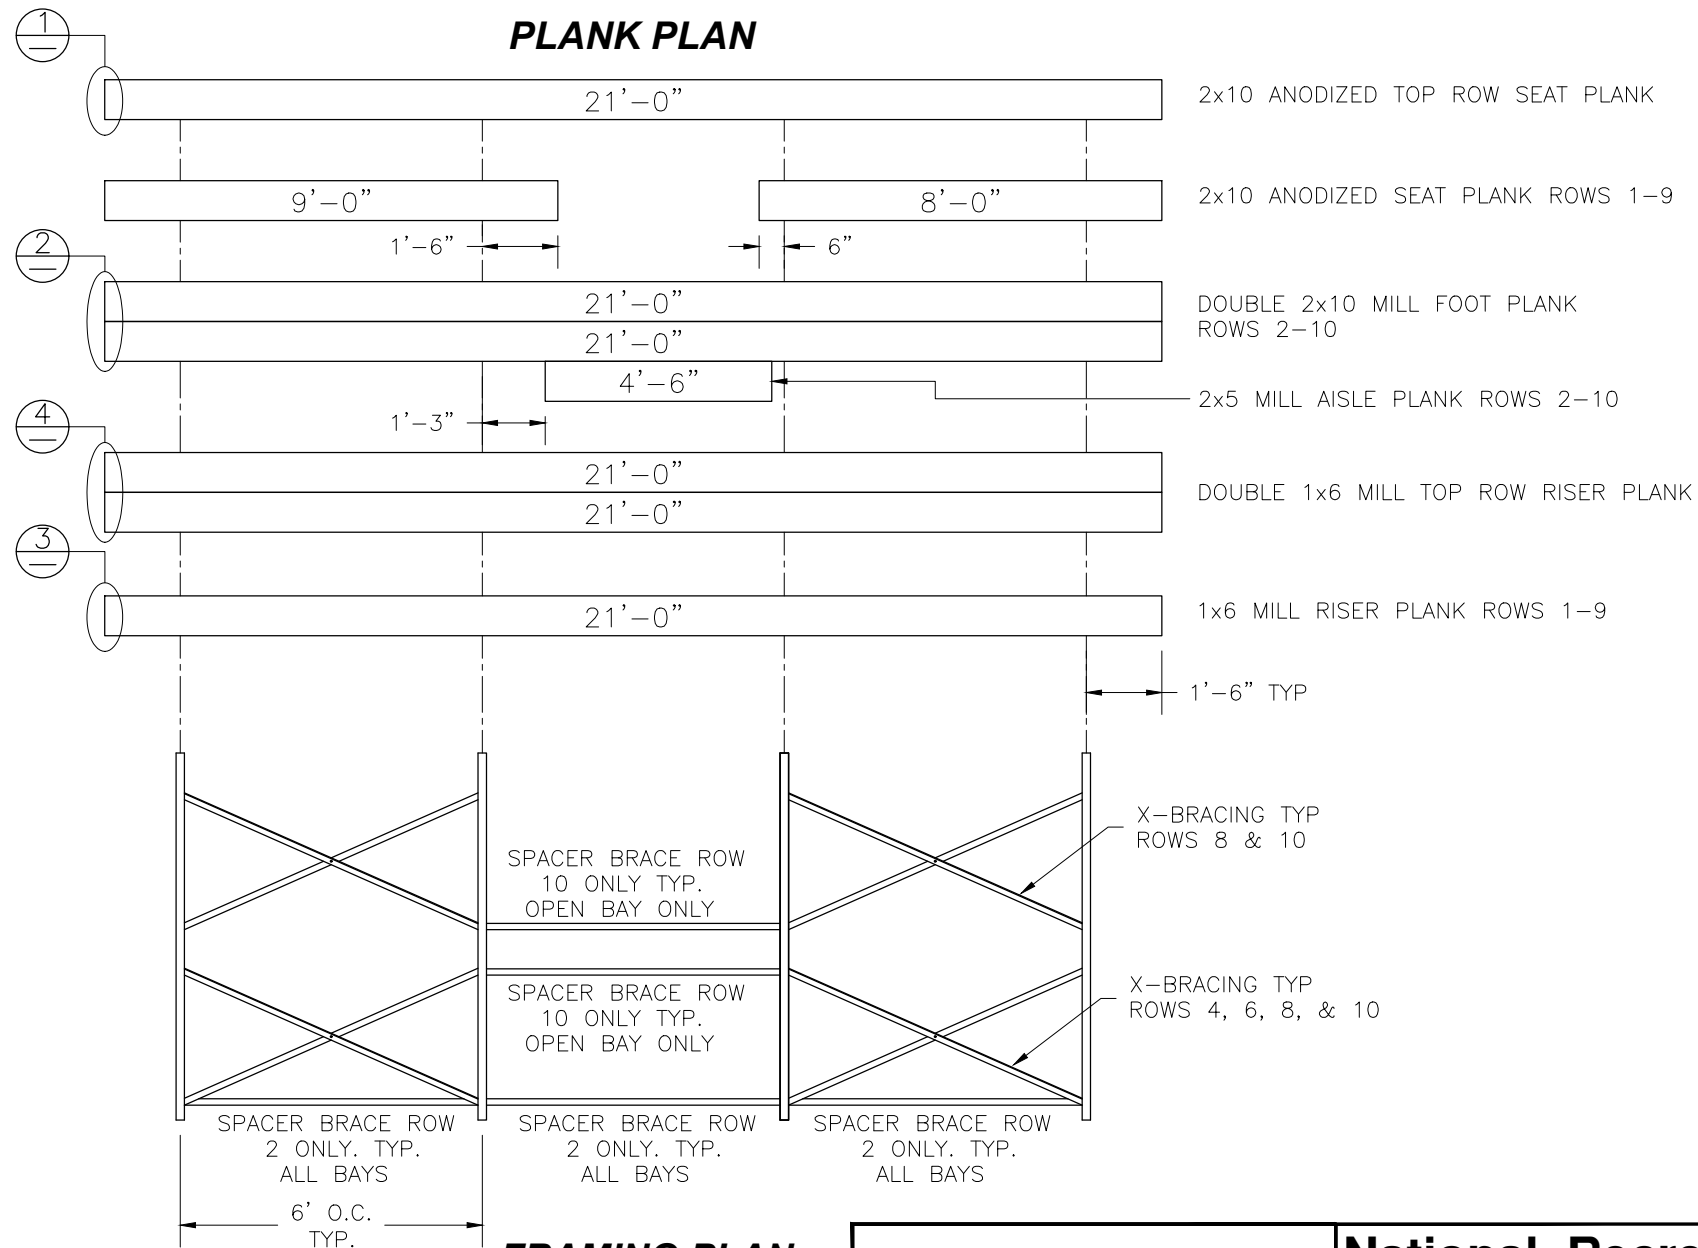 1
PLANK PLAN
21'-0"
2x10 ANODIZED TOP ROW SEAT PLANK
9'-0"
8'-0"
2x10 ANODIZED SEAT PLANK ROWS 1-9
1'-6"
6"
2
21'-0"
DOUBLE 2x10 MILL FOOT PLANK
ROWS 2-10
21'-0"
4'-6"
2x5 MILL AISLE PLANK ROWS 2-10
1'-3"
4
21'-0"
DOUBLE 1x6 MILL TOP ROW RISER PLANK
21'-0"
3
21'-0"
1x6 MILL RISER PLANK ROWS 1-9
1'-6" TYP
X-BRACING TYP
ROWS 8 & 10
SPACER BRACE ROW
10 ONLY TYP.
OPEN BAY ONLY
SPACER BRACE ROW
10 ONLY TYP.
OPEN BAY ONLY
X-BRACING TYP
ROWS 4, 6, 8, & 10
SPACER BRACE ROW
2 ONLY. TYP.
ALL BAYS
SPACER BRACE ROW
2 ONLY. TYP.
ALL BAYS
SPACER BRACE ROW
2 ONLY. TYP.
ALL BAYS
6' O.C.
TYP.
FRAMING PLAN
National